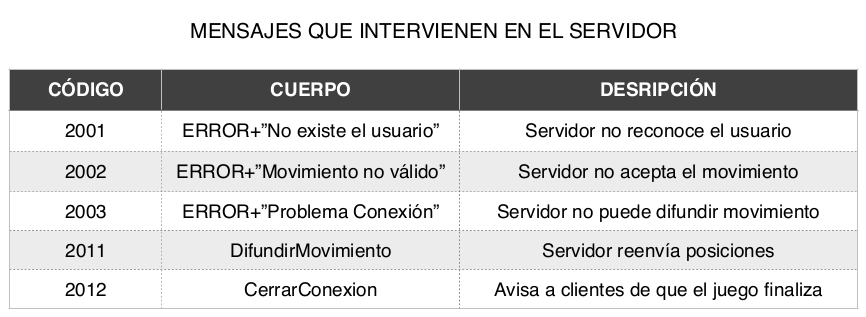 MENSAJES QUE INTERVIENEN EN EL SERVIDOR
CÓDIGO CUERPO DESRIPCIÓN
2001 ERROR+”No existe el usuario” Servidor no reconoce el usuario
2002 ERROR+”Movimiento no válido” Servidor no acepta el movimiento
2003 ERROR+”Problema Conexión” Servidor no puede difundir movimiento
2011 DifundirMovimiento Servidor reenvía posiciones
2012 CerrarConexion Avisa a clientes de que el juego finaliza